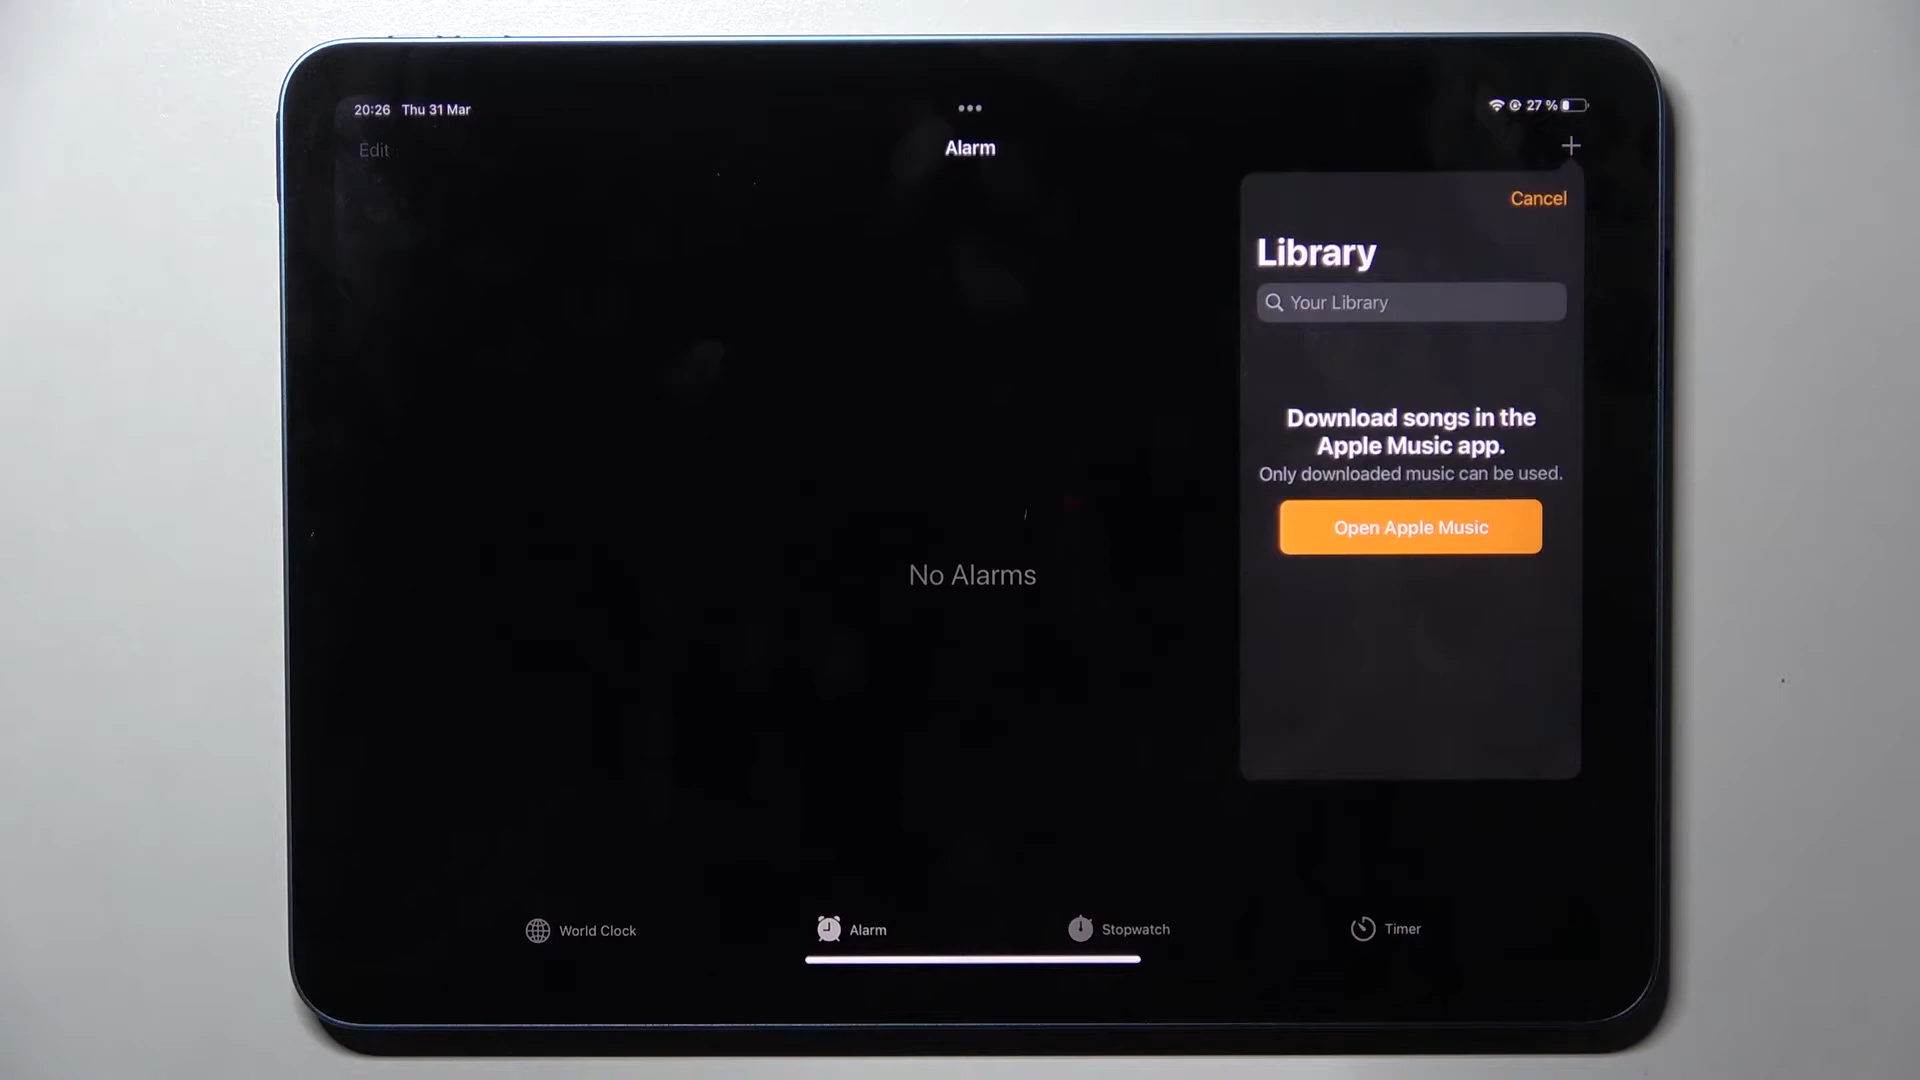 20:26 Thu 31 Mar
27 %
Edit
Alarm
Cancel
Library
Your Library
Download songs in the
Apple Music app.
Only downloaded music can be used.
Open Apple Music
No Alarms
World Clock
Alarm
Stopwatch
Timer